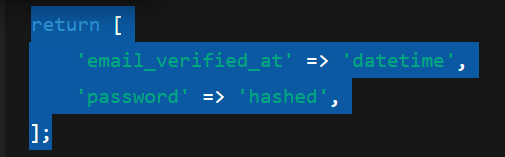 return [
    'email_verified_at' => 'datetime',
    'password' => 'hashed',
];